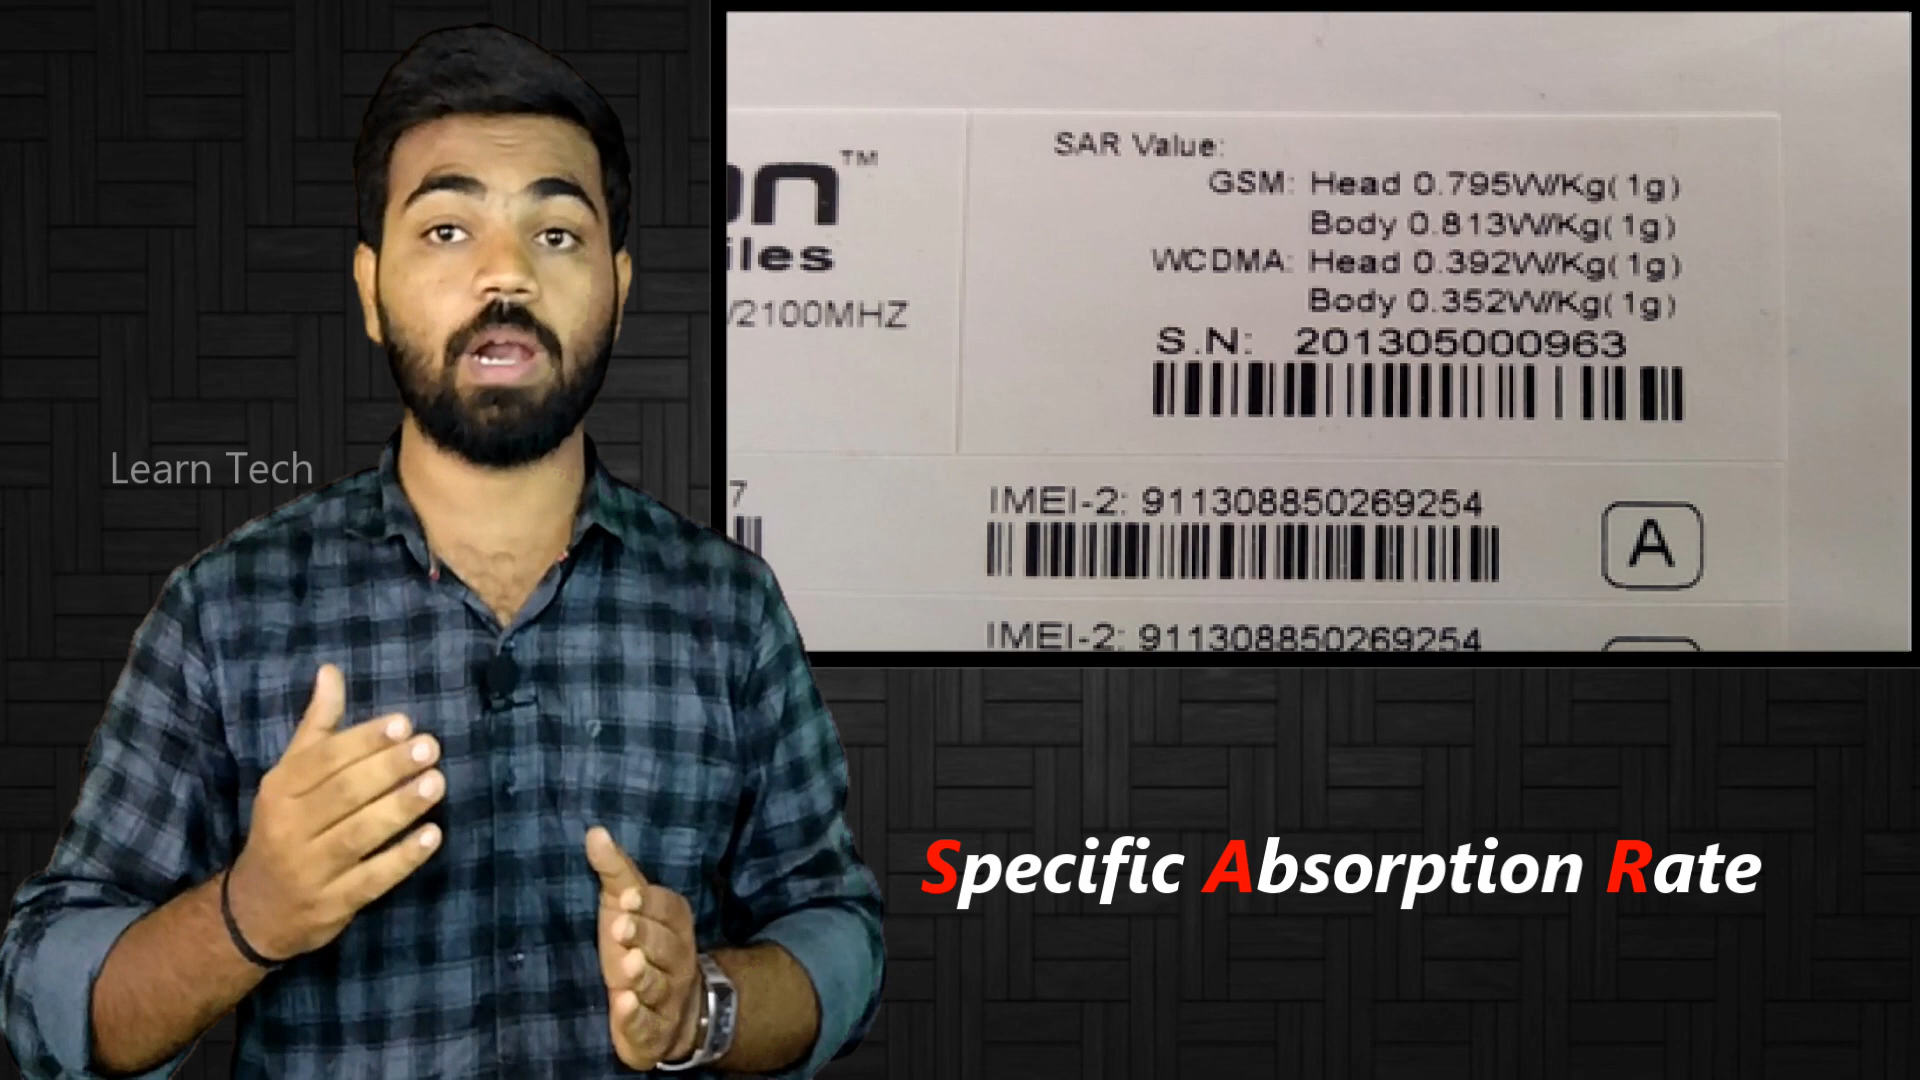 Learn Tech
on™
iles
/2100MHZ
SAR Value:
GSM: Head 0.795W/Kg(1g)
Body 0.813W/Kg(1g)
WCDMA: Head 0.392W/Kg(1g)
Body 0.352W/Kg(1g)
S.N: 201305000963
7
IMEI-2: 911308850269254
A
IMEI-2: 911308850269254
Specific Absorption Rate